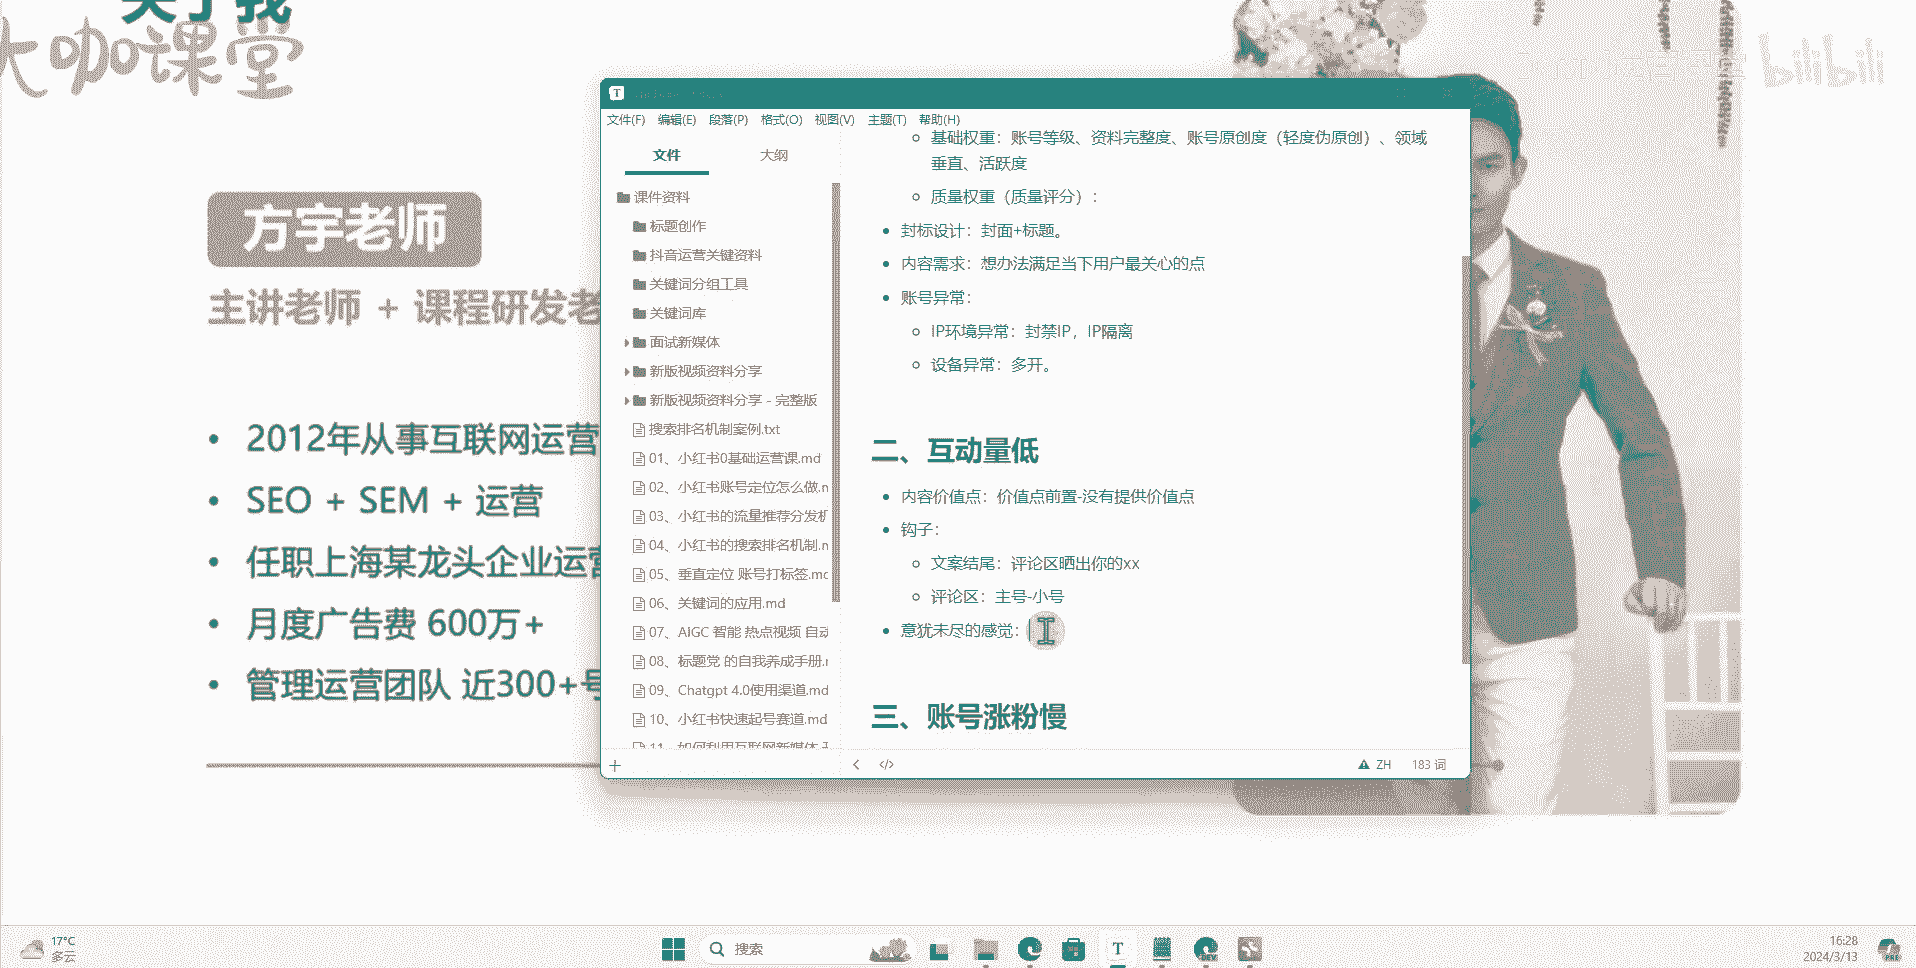 关于我
大咖课堂
bilibili
方宇老师
主讲老师 + 课程研发老
2012年从事互联网运营
SEO + SEM + 运营
任职上海某龙头企业运营
月度广告费 600万+
管理运营团队 近300+号
文件(F) 编辑(E) 段落(P) 格式(O) 视图(V) 主题(T) 帮助(H)
文件 大纲
课件资料
标题创作
抖音运营关键资料
关键词分组工具
关键词库
面试新媒体
新版视频资料分享
新版视频资料分享 - 完整版
搜索排名机制案例.txt
01、小红书0基础运营课.md
02、小红书账号定位怎么做.n
03、小红书的流量推荐分发机
04、小红书的搜索排名机制.n
05、垂直定位 账号打标签.mc
06、关键词的应用.md
07、AIGC 智能 热点视频 自动
08、标题党 的自我养成手册.r
09、Chatgpt 4.0使用渠道.md
10、小红书快速起号赛道.md
11、如何利用互联网新媒体
基础权重：账号等级、资料完整度、账号原创度（轻度伪原创）、领域
垂直、活跃度
质量权重（质量评分）：
封标设计：封面+标题。
内容需求：想办法满足当下用户最关心的点
账号异常：
IP环境异常：封禁IP，IP隔离
设备异常：多开。
二、互动量低
内容价值点：价值点前置-没有提供价值点
钩子：
文案结尾：评论区晒出你的xx
评论区：主号-小号
意犹未尽的感觉：
三、账号涨粉慢
ZH 183 词
17°C
多云
搜索
16:28
2024/3/13